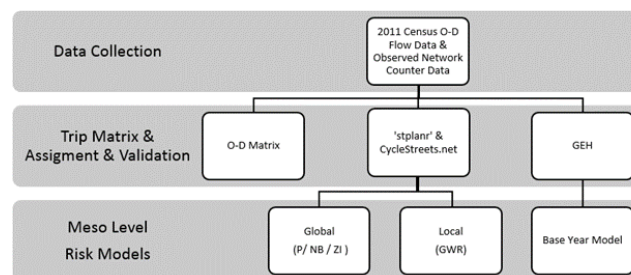 Data Collection
2011 Census O-D
Flow Data &
Observed Network
Counter Data
Trip Matrix &
Assigment & Validation
O-D Matrix
'stplanr' &
CycleStreets.net
GEH
Meso Level
Risk Models
Global
(P/ NB / ZI )
Local
(GWR)
Base Year Model